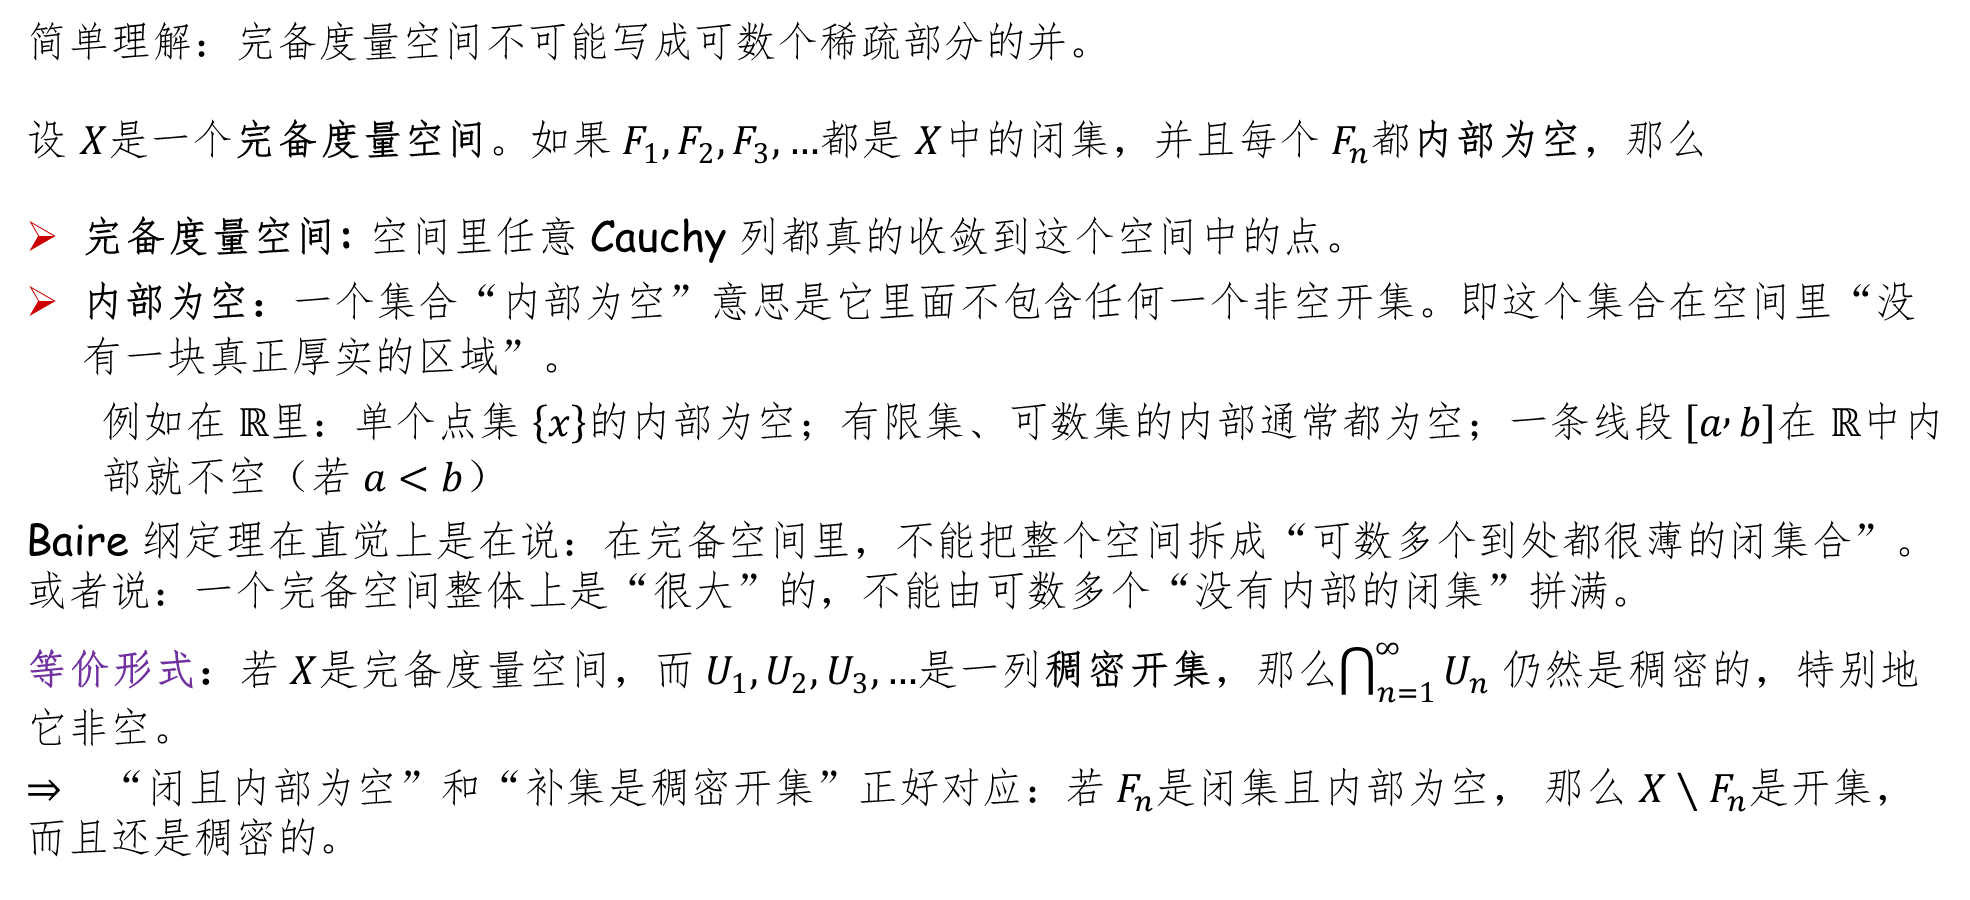 简单理解：完备度量空间不可能写成可数个稀疏部分的并。
设 X是一个完备度量空间。如果 F₁, F₂, F₃, …都是 X中的闭集，并且每个 Fₙ都内部为空，那么
➢ 完备度量空间：空间里任意 Cauchy 列都真的收敛到这个空间中的点。
➢ 内部为空：一个集合“内部为空”意思是它里面不包含任何一个非空开集。即这个集合在空间里“没
有一块真正厚实的区域”。
例如在 ℝ里：单个点集 {x}的内部为空；有限集、可数集的内部通常都为空；一条线段 [a, b]在 ℝ中内
部就不空（若 a < b）
Baire 纲定理在直觉上是在说：在完备空间里，不能把整个空间拆成“可数多个到处都很薄的闭集合”。
或者说：一个完备空间整体上是“很大”的，不能由可数多个“没有内部的闭集”拼满。
等价形式：若 X是完备度量空间，而 U₁, U₂, U₃, …是一列稠密开集，那么⋂ₙ₌₁^∞ Uₙ 仍然是稠密的，特别地
它非空。
⇒ “闭且内部为空”和“补集是稠密开集”正好对应：若 Fₙ是闭集且内部为空， 那么 X \ Fₙ是开集，
而且还是稠密的。